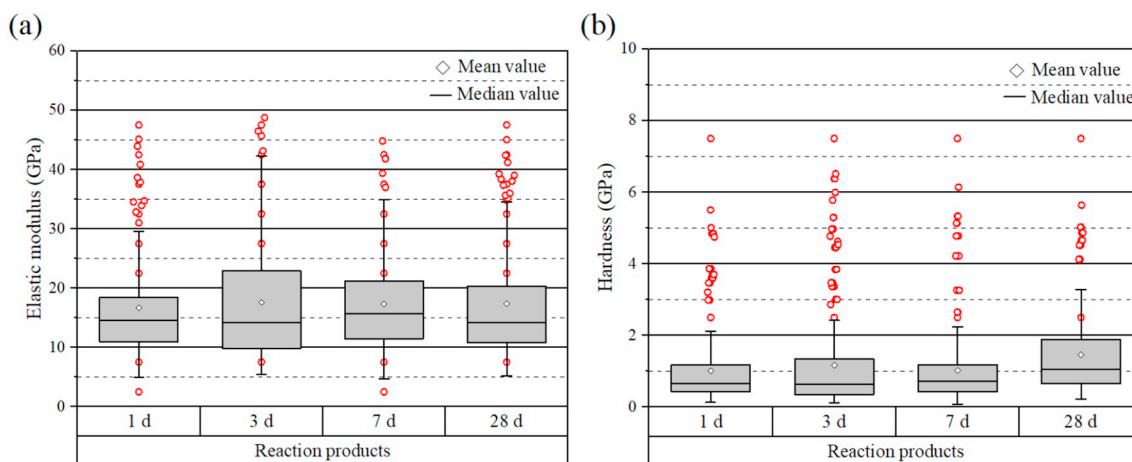 (a)
60
50
40
30
20
10
0
Elastic modulus (GPa)
Mean value
Median value
1 d 3 d 7 d 28 d
Reaction products
(b)
10
8
6
4
2
0
Hardness (GPa)
Mean value
Median value
1 d 3 d 7 d 28 d
Reaction products